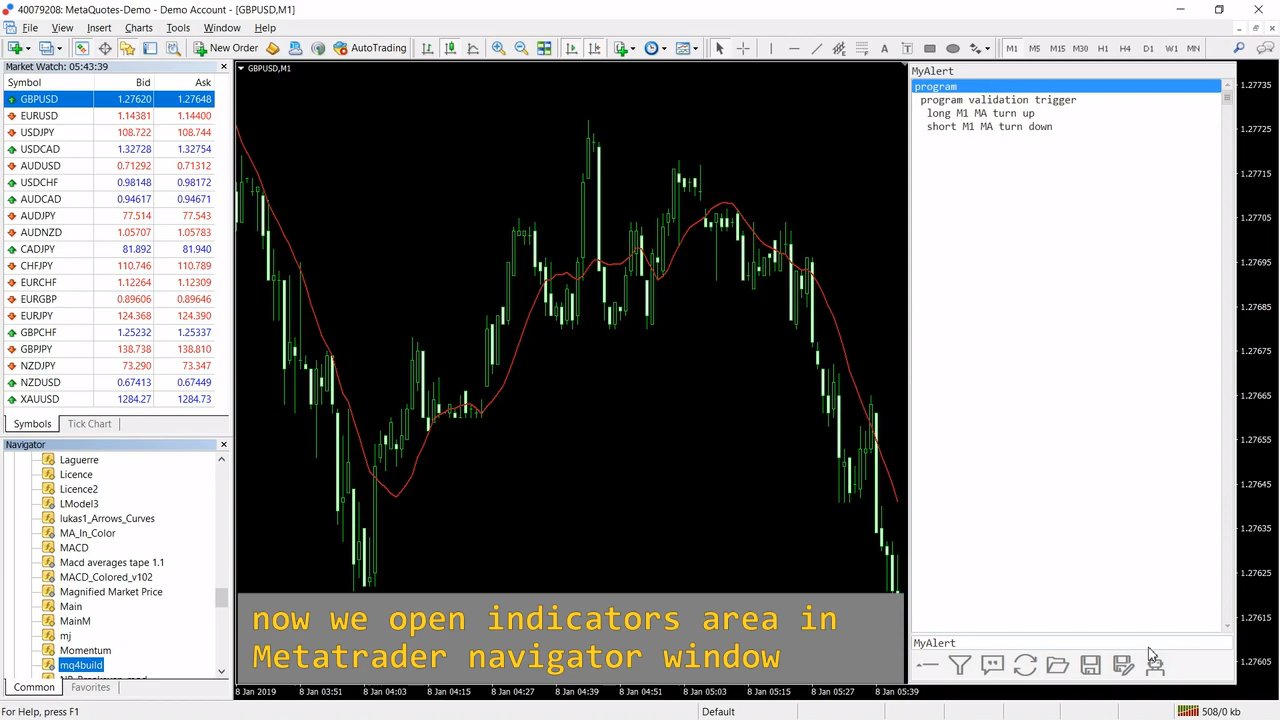 40079208: MetaQuotes-Demo - Demo Account - [GBPUSD,M1]
File View Insert Charts Tools Window Help
New Order AutoTrading M1 M5 M15 M30 H1 H4 D1 W1 MN
Market Watch: 05:43:39
Symbol Bid Ask
GBPUSD 1.27620 1.27648
EURUSD 1.14381 1.14400
USDJPY 108.722 108.744
USDCAD 1.32728 1.32754
AUDUSD 0.71292 0.71312
USDCHF 0.98148 0.98172
AUDCAD 0.94617 0.94671
AUDJPY 77.514 77.543
AUDNZD 1.05707 1.05783
CADJPY 81.892 81.940
CHFJPY 110.746 110.789
EURCHF 1.12264 1.12309
EURGBP 0.89606 0.89646
EURJPY 124.368 124.390
GBPCHF 1.25232 1.25337
GBPJPY 138.738 138.810
NZDJPY 73.290 73.347
NZDUSD 0.67413 0.67449
XAUUSD 1284.27 1284.73
Symbols Tick Chart
Navigator
Laguerre
Licence
Licence2
LModel3
lukas1_Arrows_Curves
MA_In_Color
MACD
Macd averages tape 1.1
MACD_Colored_v102
Magnified Market Price
Main
MainM
mj
Momentum
mq4build
Common Favorites
GBPUSD,M1
MyAlert
program
program validation trigger
long M1 MA turn up
short M1 MA turn down
MyAlert
1.27735
1.27725
1.27715
1.27705
1.27695
1.27685
1.27675
1.27665
1.27655
1.27645
1.27635
1.27625
1.27615
1.27605
now we open indicators area in
Metatrader navigator window
8 Jan 2019 8 Jan 03:51 8 Jan 04:03 8 Jan 04:15 8 Jan 04:27 8 Jan 04:39 8 Jan 04:51 8 Jan 05:03 8 Jan 05:15 8 Jan 05:27 8 Jan 05:39
For Help, press F1 Default 508/0 kb